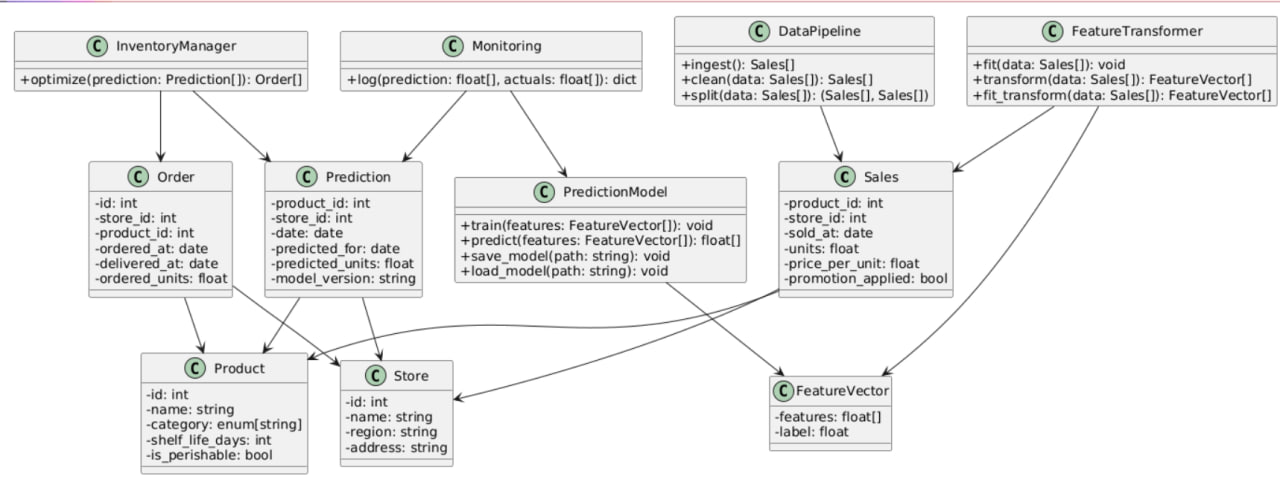 C InventoryManager
+optimize(prediction: Prediction[]): Order[]
C Monitoring
+log(prediction: float[], actuals: float[]): dict
C DataPipeline
+ingest(): Sales[]
+clean(data: Sales[]): Sales[]
+split(data: Sales[]): (Sales[], Sales[])
C FeatureTransformer
+fit(data: Sales[]): void
+transform(data: Sales[]): FeatureVector[]
+fit_transform(data: Sales[]): FeatureVector[]
C Order
-id: int
-store_id: int
-product_id: int
-ordered_at: date
-delivered_at: date
-ordered_units: float
C Prediction
-product_id: int
-store_id: int
-date: date
-predicted_for: date
-predicted_units: float
-model_version: string
C PredictionModel
+train(features: FeatureVector[]): void
+predict(features: FeatureVector[]): float[]
+save_model(path: string): void
+load_model(path: string): void
C Sales
-product_id: int
-store_id: int
-sold_at: date
-units: float
-price_per_unit: float
-promotion_applied: bool
C Product
-id: int
-name: string
-category: enum[string]
-shelf_life_days: int
-is_perishable: bool
C Store
-id: int
-name: string
-region: string
-address: string
C FeatureVector
-features: float[]
-label: float